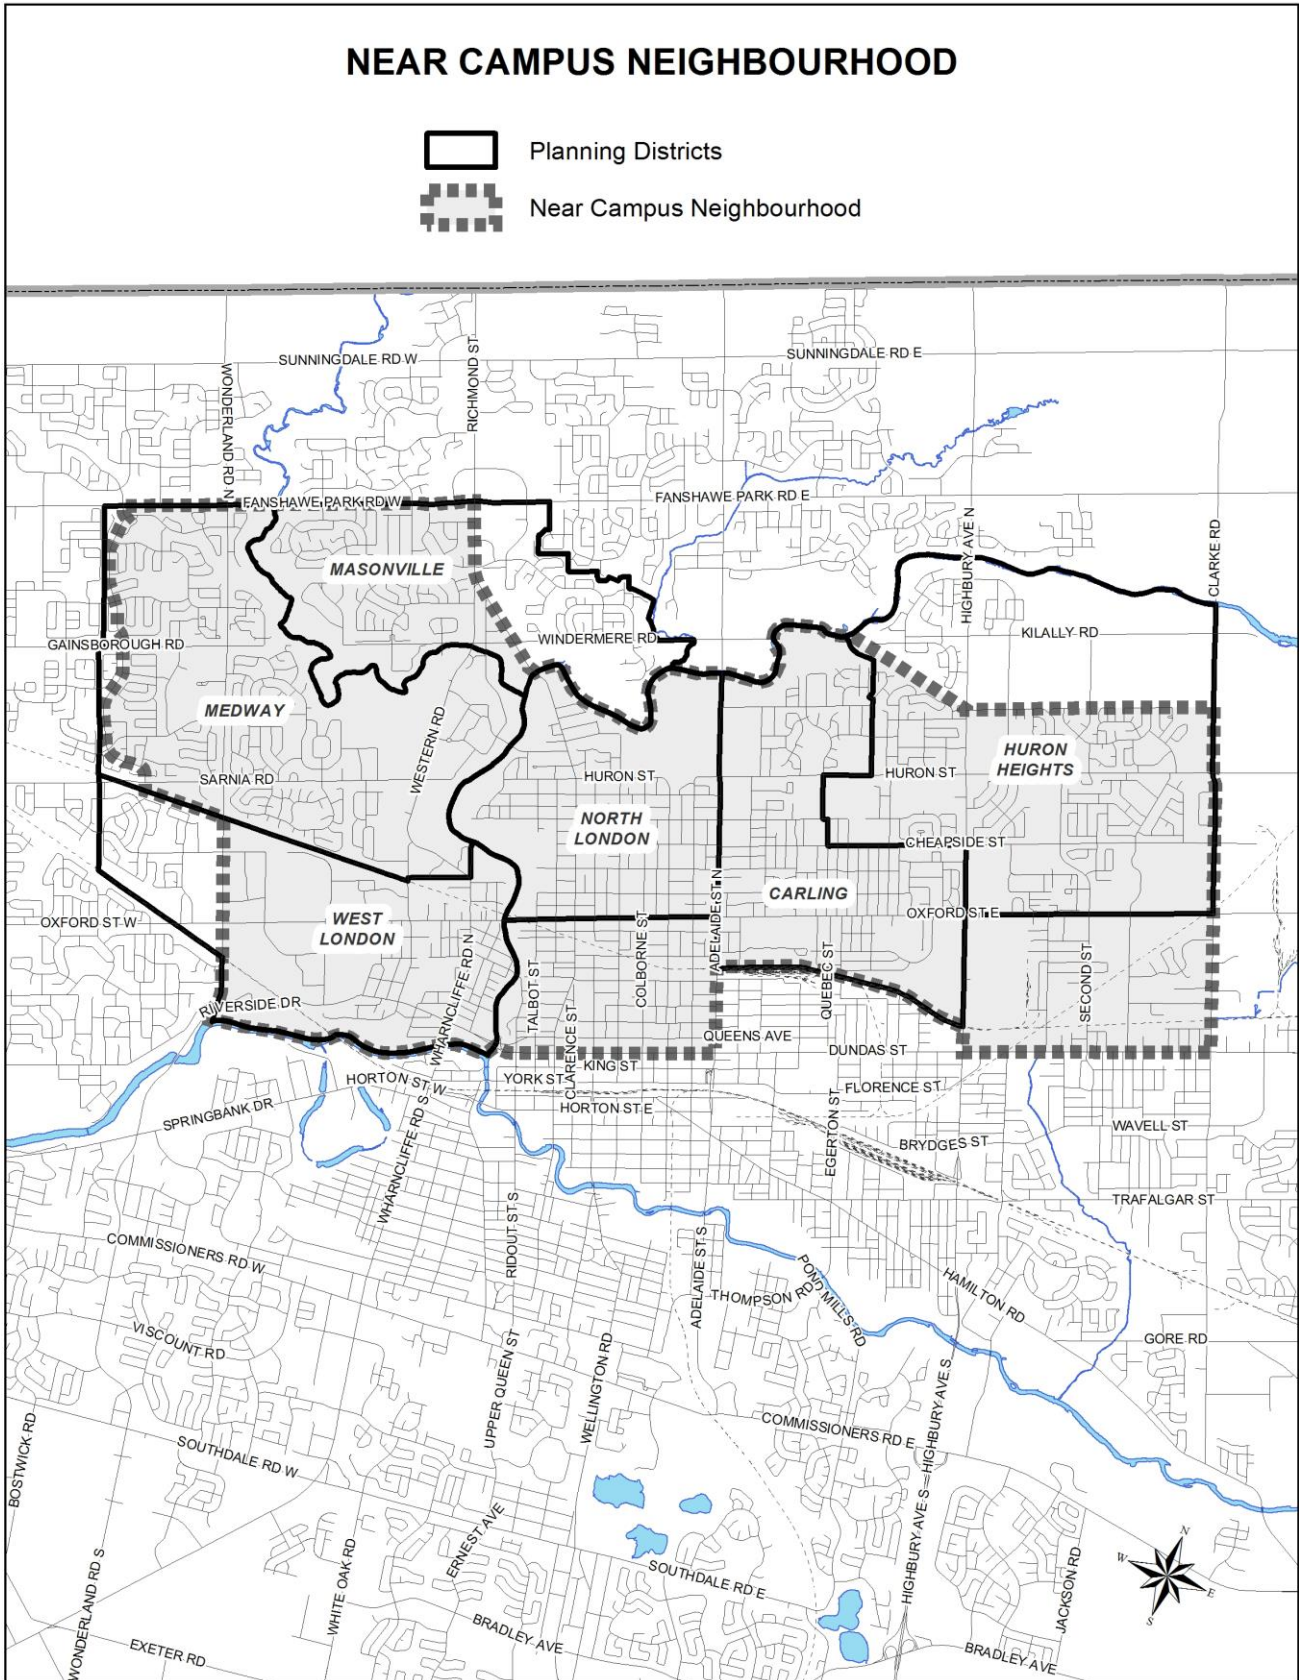 NEAR CAMPUS NEIGHBOURHOOD
Planning Districts
Near Campus Neighbourhood
SUNNINGDALE RD W
SUNNINGDALE RD E
WONDERLAND RD N
RICHMOND ST
FANSHAWE PARK RD W
FANSHAWE PARK RD E
HIGHBURY AVE N
CLARKE RD
MASONVILLE
GAINSBOROUGH RD
WINDERMERE RD
KILALLY RD
MEDWAY
WESTERN RD
HURON
HEIGHTS
SARNIA RD
HURON ST
HURON ST
NORTH
LONDON
CHEAPSIDE ST
CARLING
WEST
LONDON
OXFORD ST W
OXFORD ST E
ADELAIDE ST N
COLBORNE ST
WHARNCLIFFE RD N
TALBOT ST
QUEBEC ST
SECOND ST
RIVERSIDE DR
CLARENCE ST
QUEENS AVE
DUNDAS ST
KING ST
YORK ST
HORTON ST W
FLORENCE ST
HORTON ST E
SPRINGBANK DR
WHARNCLIFFE RD S
EGERTON ST
BRYDGES ST
WAVELL ST
TRAFALGAR ST
RIDOUT ST S
ADELAIDE ST S
COMMISSIONERS RD W
THOMPSON RD
POND MILLS RD
HAMILTON RD
VISCOUNT RD
GORE RD
UPPER QUEEN ST
WELLINGTON RD
HIGHBURY AVE S
HIGHBURY AVE S
COMMISSIONERS RD E
BOSTWICK RD
SOUTHDALE RD W
ERNEST AVE
WHITE OAK RD
SOUTHDALE RD E
JACKSON RD
WONDERLAND RD S
BRADLEY AVE
BRADLEY AVE
EXETER RD
N
W
E
S